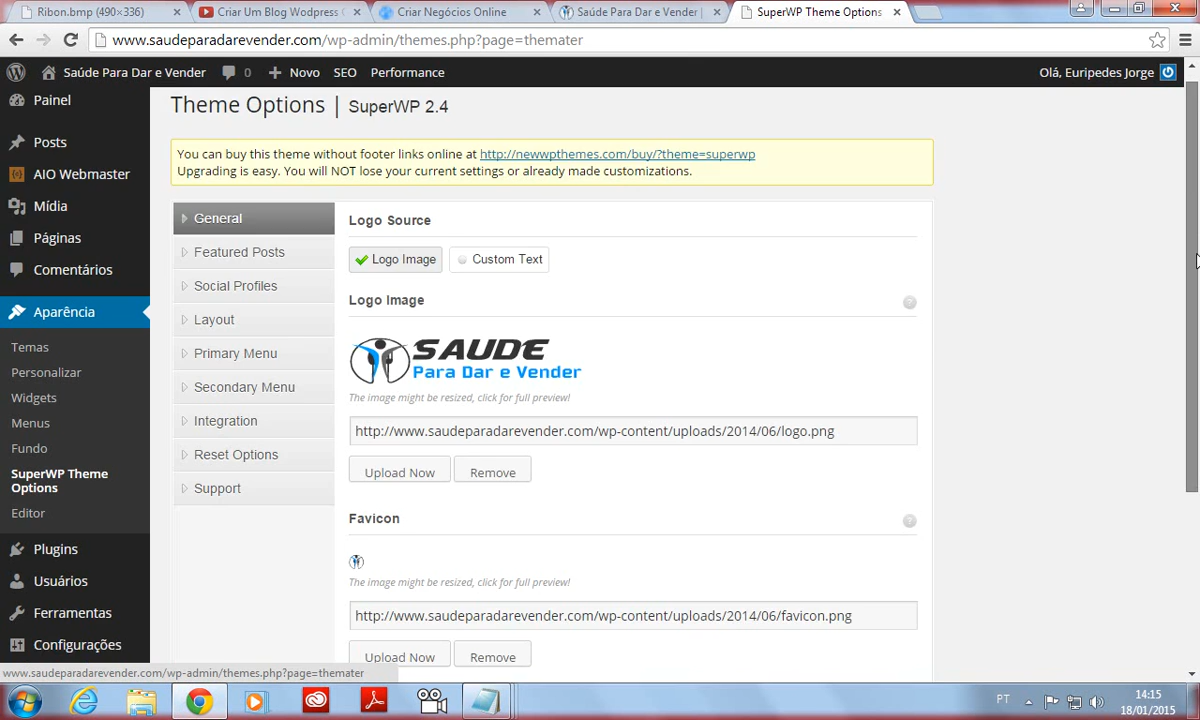 Ribon.bmp (490×336)
Criar Um Blog Wodpress
Criar Negócios Online
Saúde Para Dar e Vender |
SuperWP Theme Options
www.saudeparadarevender.com/wp-admin/themes.php?page=themater
Saúde Para Dar e Vender
0
Novo
SEO
Performance
Olá, Euripedes Jorge
Painel
Posts
AIO Webmaster
Mídia
Páginas
Comentários
Aparência
Temas
Personalizar
Widgets
Menus
Fundo
SuperWP Theme
Options
Editor
Plugins
Usuários
Ferramentas
Configurações
Theme Options | SuperWP 2.4
You can buy this theme without footer links online at http://newwpthemes.com/buy/?theme=superwp
Upgrading is easy. You will NOT lose your current settings or already made customizations.
General
Featured Posts
Social Profiles
Layout
Primary Menu
Secondary Menu
Integration
Reset Options
Support
Logo Source
Logo Image
Custom Text
Logo Image
?
SAUDE
Para Dar e Vender
The image might be resized, click for full preview!
http://www.saudeparadarevender.com/wp-content/uploads/2014/06/logo.png
Upload Now
Remove
Favicon
?
The image might be resized, click for full preview!
http://www.saudeparadarevender.com/wp-content/uploads/2014/06/favicon.png
Upload Now
Remove
www.saudeparadarevender.com/wp-admin/themes.php?page=themater
PT
14:15
18/01/2015